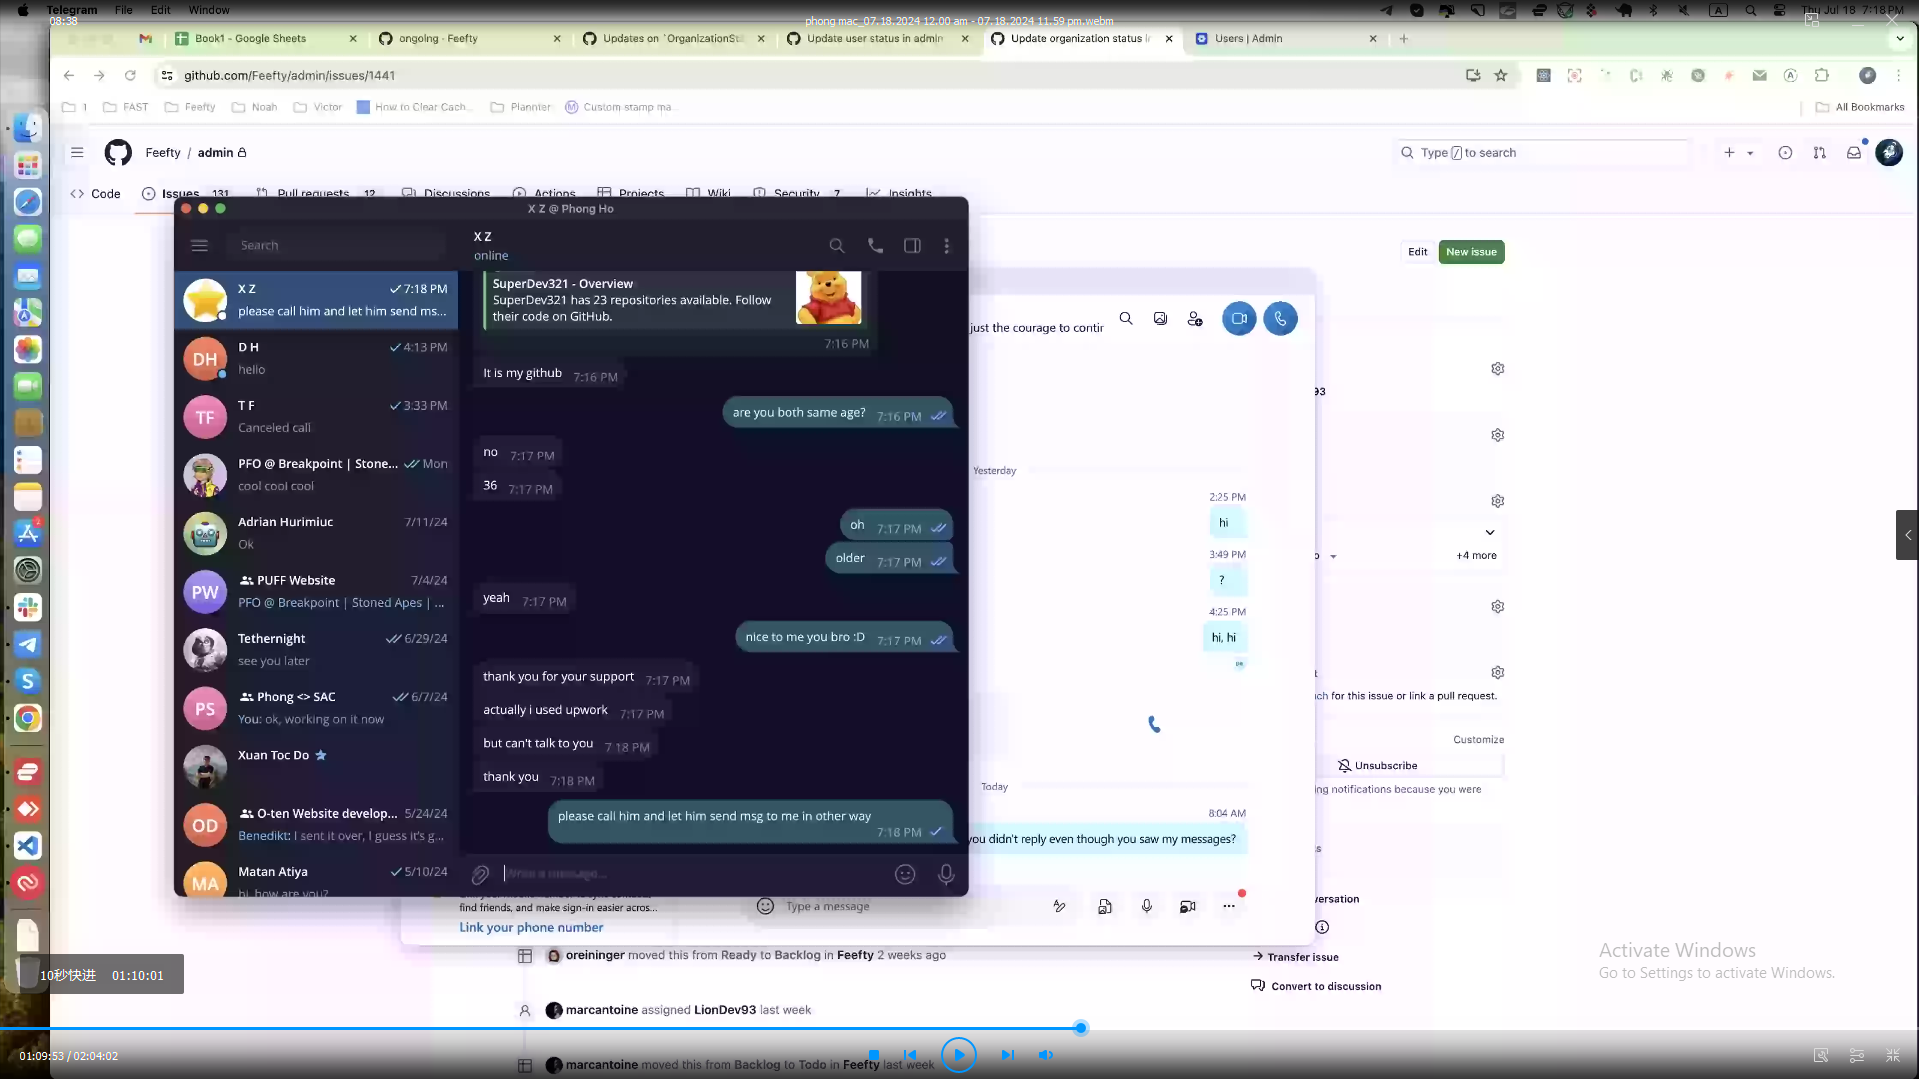 Telegram File Edit Window
08:38
phong mac_07.18.2024 12.00 am - 07.18.2024 11.59 pm.webm
Thu Jul 18 7:18 PM
Book1 - Google Sheets
ongoing · Feefty
Updates on `OrganizationSta
Update user status in admin
Update organization status i
Users | Admin
github.com/Feefty/admin/issues/1441
1
FAST
Feefty
Noah
Victor
How to Clear Cach...
Plannter
Custom stamp ma...
All Bookmarks
Feefty / admin
Type / to search
Code
Issues 131
Pull requests 12
Discussions
Actions
Projects
Wiki
Security 7
Insights
Edit
New issue
X Z @ Phong Ho
Search
X Z
online
X Z 7:18 PM
please call him and let him send ms...
DH
D H 4:13 PM
hello
TF
T F 3:33 PM
Canceled call
PFO @ Breakpoint | Stone... Mon
cool cool cool
Adrian Hurimiuc 7/11/24
Ok
PW
PUFF Website 7/4/24
PFO @ Breakpoint | Stoned Apes | ...
Tethernight 6/29/24
see you later
PS
Phong <> SAC 6/7/24
You: ok, working on it now
Xuan Toc Do
OD
O-ten Website develop... 5/24/24
Benedikt: I sent it over, I guess it's g...
MA
Matan Atiya 5/10/24
hi, how are you?
SuperDev321 - Overview
SuperDev321 has 23 repositories available. Follow
their code on GitHub.
7:16 PM
It is my github 7:16 PM
are you both same age? 7:16 PM
no 7:17 PM
36 7:17 PM
oh 7:17 PM
older 7:17 PM
yeah 7:17 PM
nice to me you bro :D 7:17 PM
thank you for your support 7:17 PM
actually i used upwork 7:17 PM
but can't talk to you 7:18 PM
thank you 7:18 PM
please call him and let him send msg to me in other way
7:18 PM
Write a message...
just the courage to contir
Yesterday
2:25 PM
hi
3:49 PM
?
4:25 PM
hi, hi
Today
8:04 AM
you didn't reply even though you saw my messages?
Type a message
find friends, and make sign-in easier acros...
Link your phone number
93
+4 more
for this issue or link a pull request.
Customize
Unsubscribe
notifications because you were
Transfer issue
Convert to discussion
oreininger moved this from Ready to Backlog in Feefty 2 weeks ago
marcantoine assigned LionDev93 last week
marcantoine moved this from Backlog to Todo in Feefty last week
Activate Windows
Go to Settings to activate Windows.
10秒快进 01:10:01
01:09:53 / 02:04:02